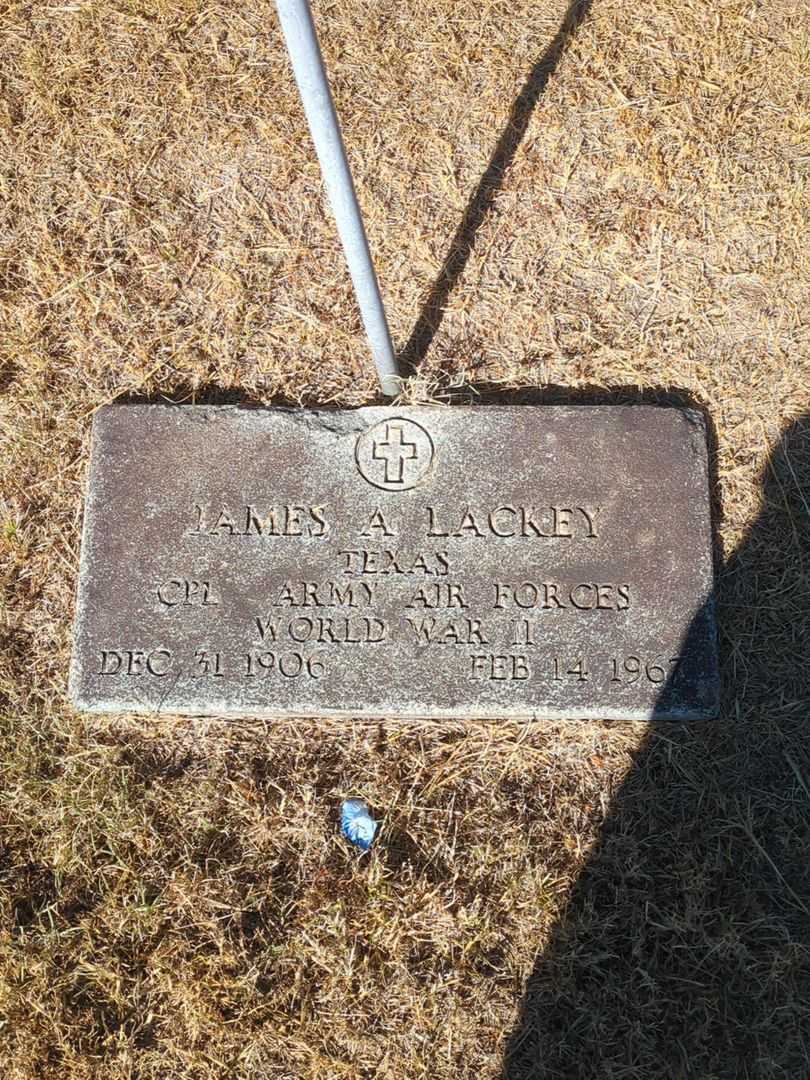 JAMES A LACKEY
TEXAS
CPL ARMY AIR FORCES
WORLD WAR II
DEC 31 1906 FEB 14 1967